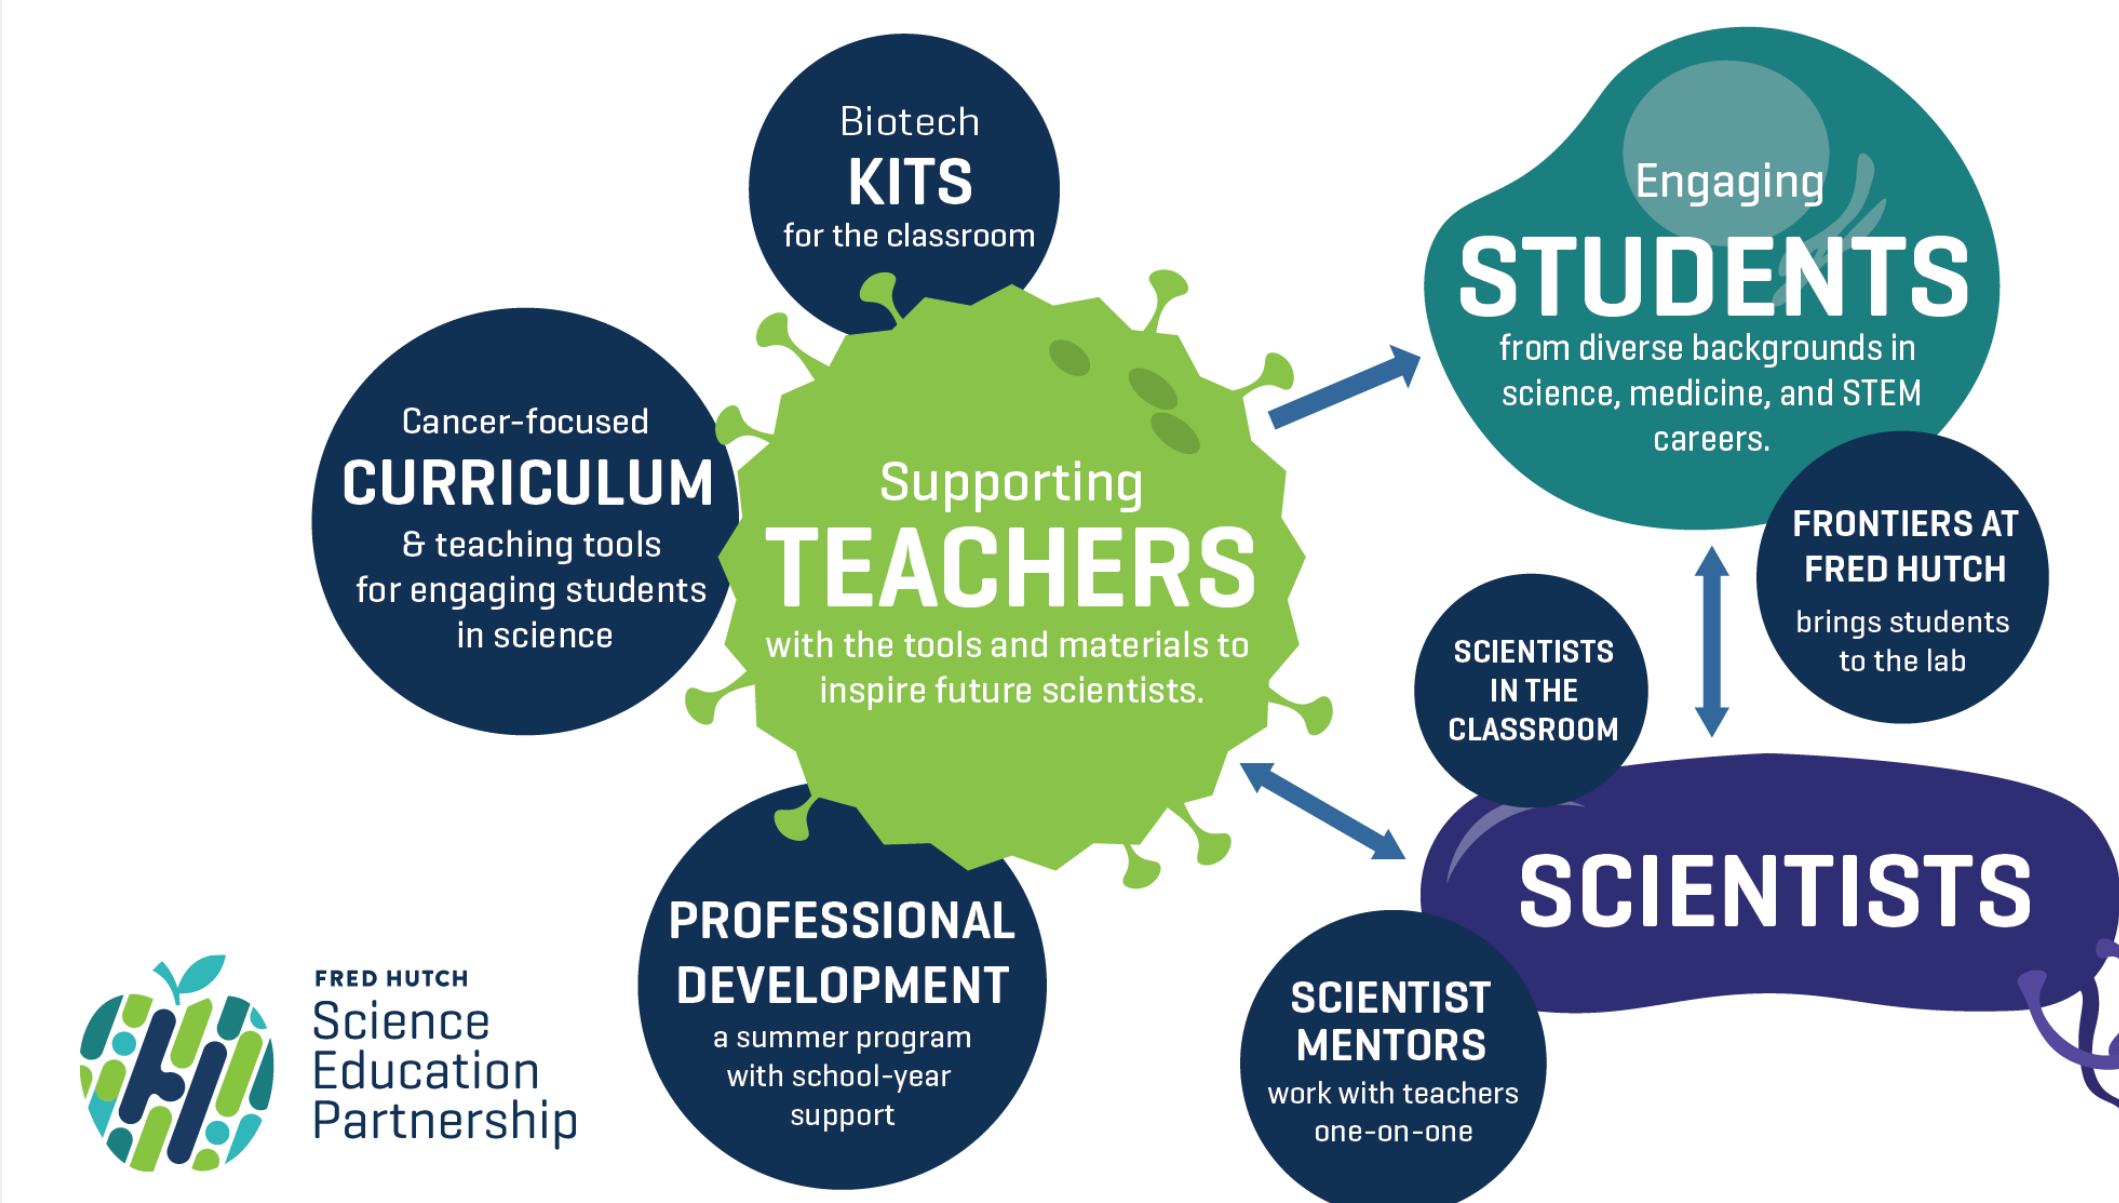 Biotech
KITS
for the classroom
Cancer-focused
CURRICULUM
& teaching tools
for engaging students
in science
Supporting
TEACHERS
with the tools and materials to
inspire future scientists.
PROFESSIONAL
DEVELOPMENT
a summer program
with school-year
support
Engaging
STUDENTS
from diverse backgrounds in
science, medicine, and STEM
careers.
FRONTIERS AT
FRED HUTCH
brings students
to the lab
SCIENTISTS
IN THE
CLASSROOM
SCIENTISTS
SCIENTIST
MENTORS
work with teachers
one-on-one
FRED HUTCH
Science
Education
Partnership